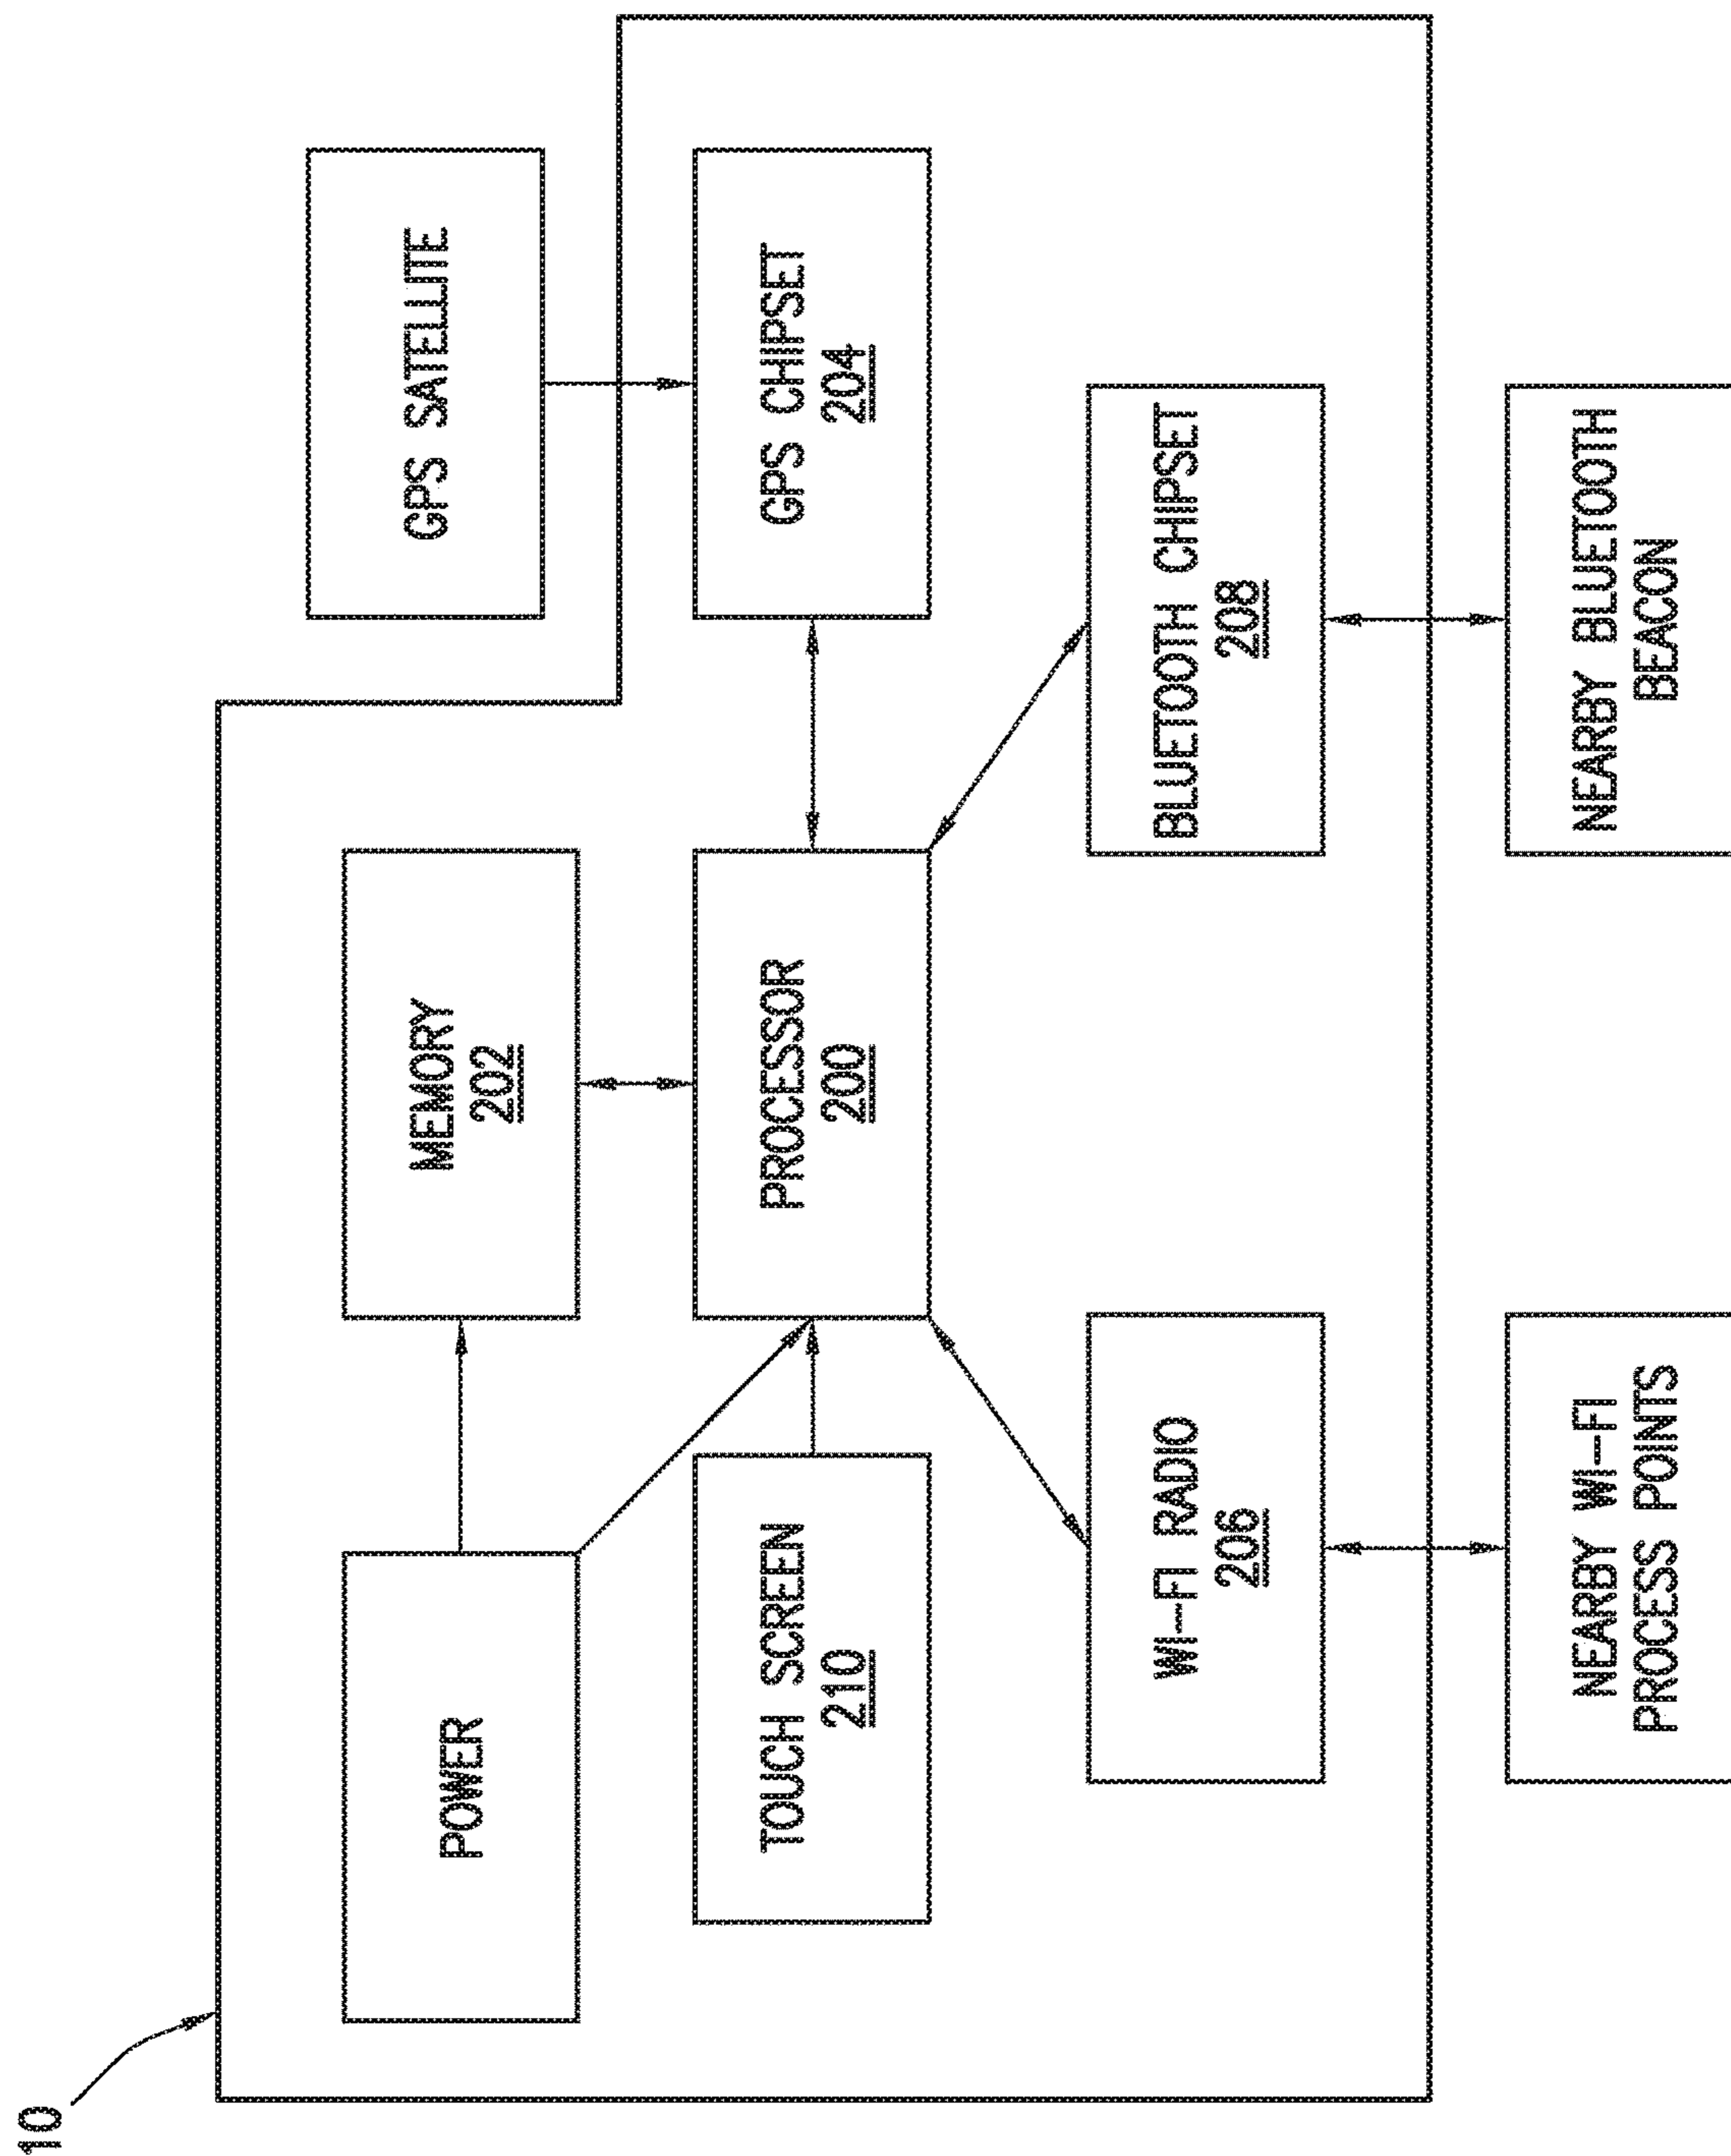 10
POWER
MEMORY
202
GPS SATELLITE
TOUCH SCREEN
210
PROCESSOR
200
GPS CHIPSET
204
WI-FI RADIO
206
BLUETOOTH CHIPSET
208
NEARBY WI-FI
PROCESS POINTS
NEARBY BLUETOOTH
BEACON